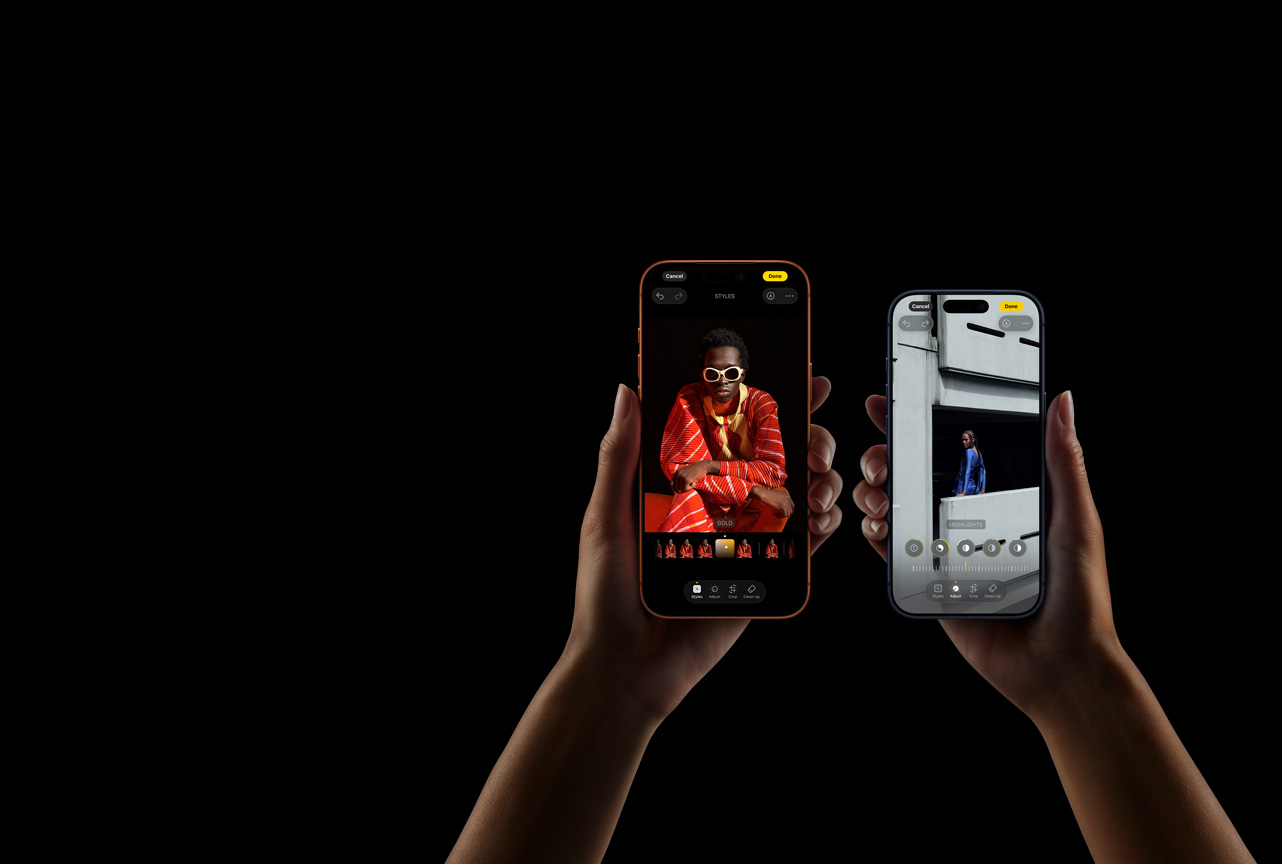 Cancel
Done
STYLES
GOLD
Styles
Adjust
Crop
Clean Up
Cancel
Done
HIGHLIGHTS
Styles
Adjust
Crop
Clean Up